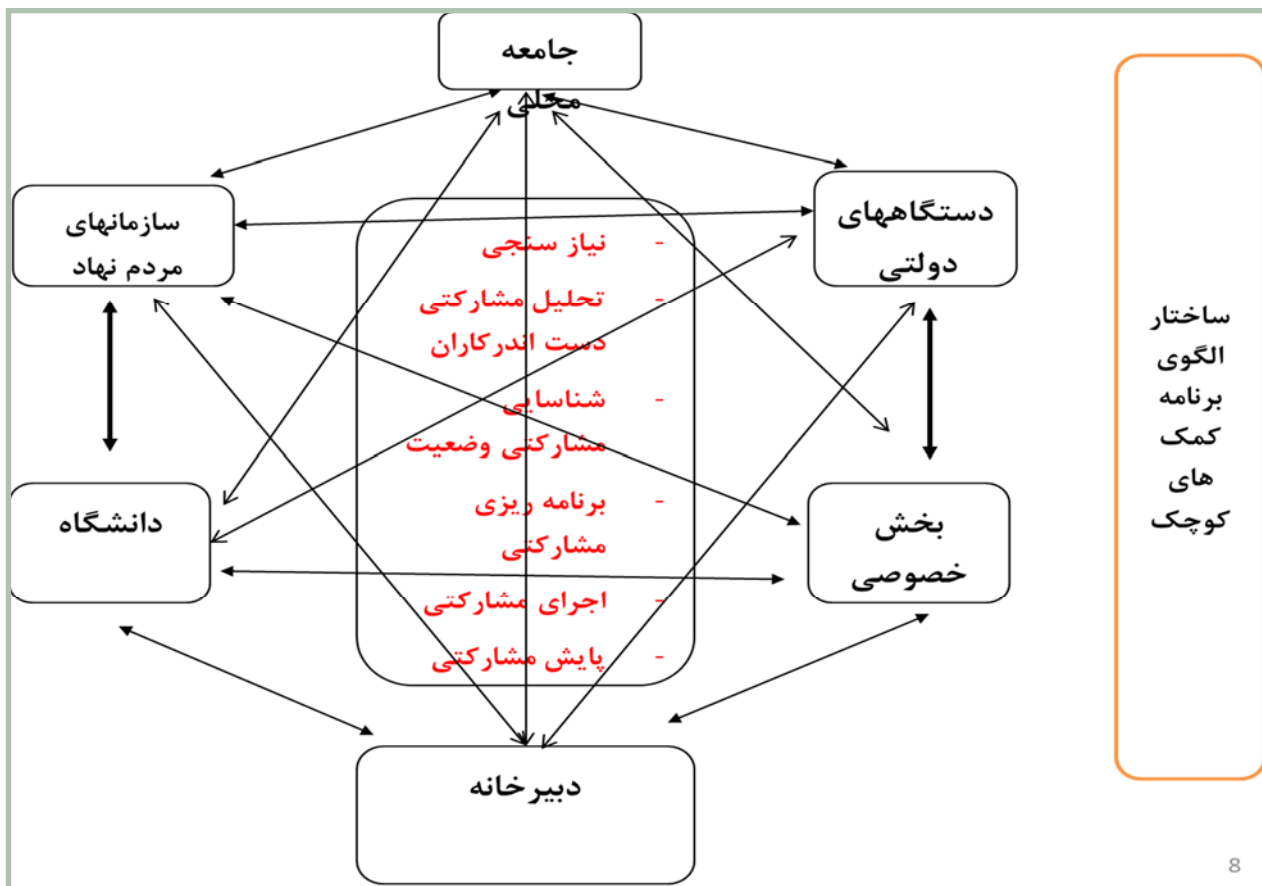 جامعه
محلی
دستگاههای
دولتی
سازمانهای
مردم نهاد
- نیاز سنجی
- تحلیل مشارکتی
دست اندرکاران
- شناسایی
مشارکتی وضعیت
- برنامه ریزی
مشارکتی
- اجرای مشارکتی
- پایش مشارکتی
بخش
خصوصی
دانشگاه
دبیرخانه
ساختار
الگوی
برنامه
کمک
های
کوچک
8